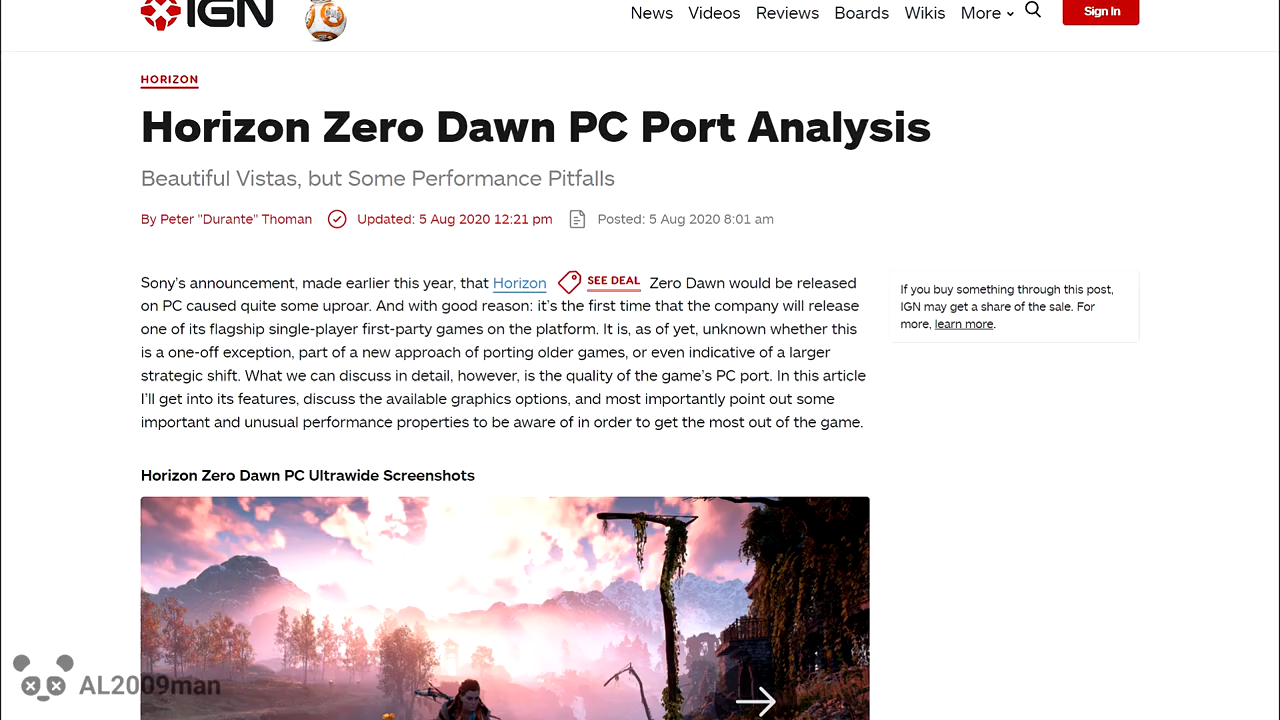 IGN
News Videos Reviews Boards Wikis More Sign In
HORIZON
Horizon Zero Dawn PC Port Analysis
Beautiful Vistas, but Some Performance Pitfalls
By Peter "Durante" Thoman Updated: 5 Aug 2020 12:21 pm Posted: 5 Aug 2020 8:01 am
Sony's announcement, made earlier this year, that Horizon SEE DEAL Zero Dawn would be released
on PC caused quite some uproar. And with good reason: it's the first time that the company will release
one of its flagship single-player first-party games on the platform. It is, as of yet, unknown whether this
is a one-off exception, part of a new approach of porting older games, or even indicative of a larger
strategic shift. What we can discuss in detail, however, is the quality of the game's PC port. In this article
I'll get into its features, discuss the available graphics options, and most importantly point out some
important and unusual performance properties to be aware of in order to get the most out of the game.
If you buy something through this post,
IGN may get a share of the sale. For
more, learn more.
Horizon Zero Dawn PC Ultrawide Screenshots
AL2009man